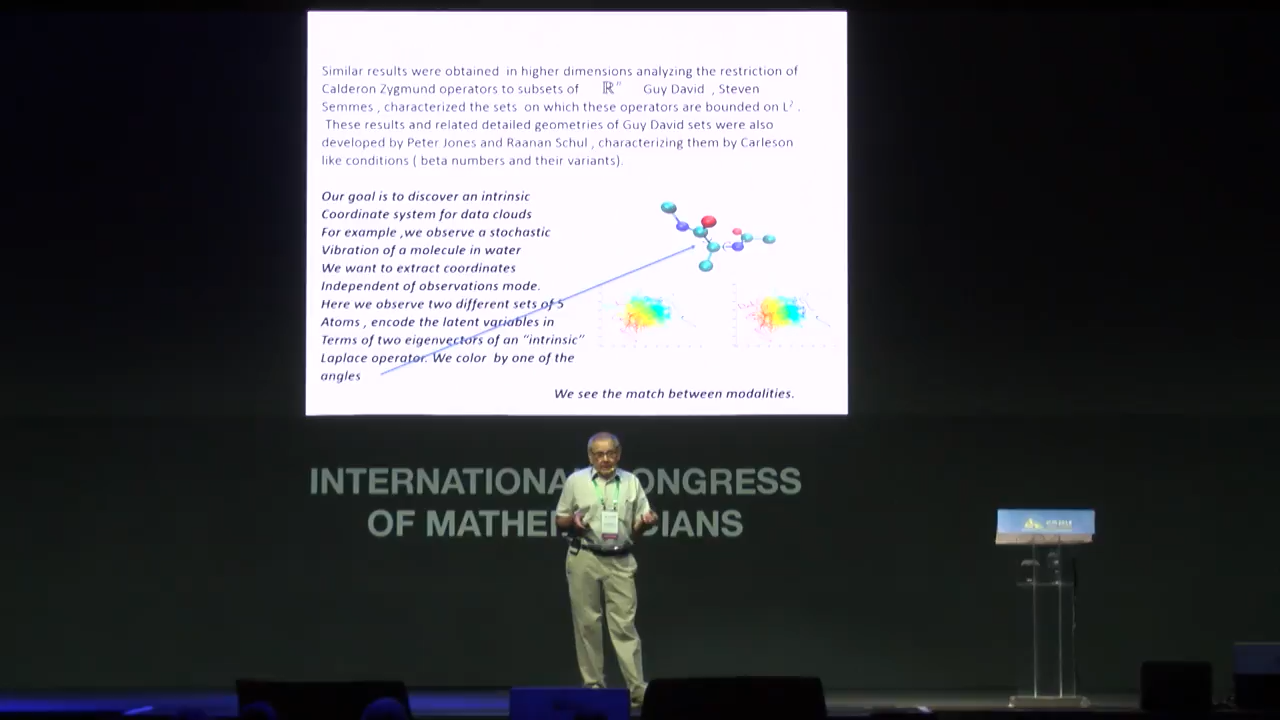 Similar results were obtained in higher dimensions analyzing the restriction of
Calderon Zygmund operators to subsets of ℝⁿ Guy David , Steven
Semmes , characterized the sets on which these operators are bounded on L² .
These results and related detailed geometries of Guy David sets were also
developed by Peter Jones and Raanan Schul , characterizing them by Carleson
like conditions ( beta numbers and their variants).
Our goal is to discover an intrinsic
Coordinate system for data clouds
For example ,we observe a stochastic
Vibration of a molecule in water
We want to extract coordinates
Independent of observations mode.
Here we observe two different sets of 5
Atoms , encode the latent variables in
Terms of two eigenvectors of an “intrinsic”
Laplace operator. We color by one of the
angles
We see the match between modalities.
INTERNATIONAL CONGRESS
OF MATHEMATICIANS